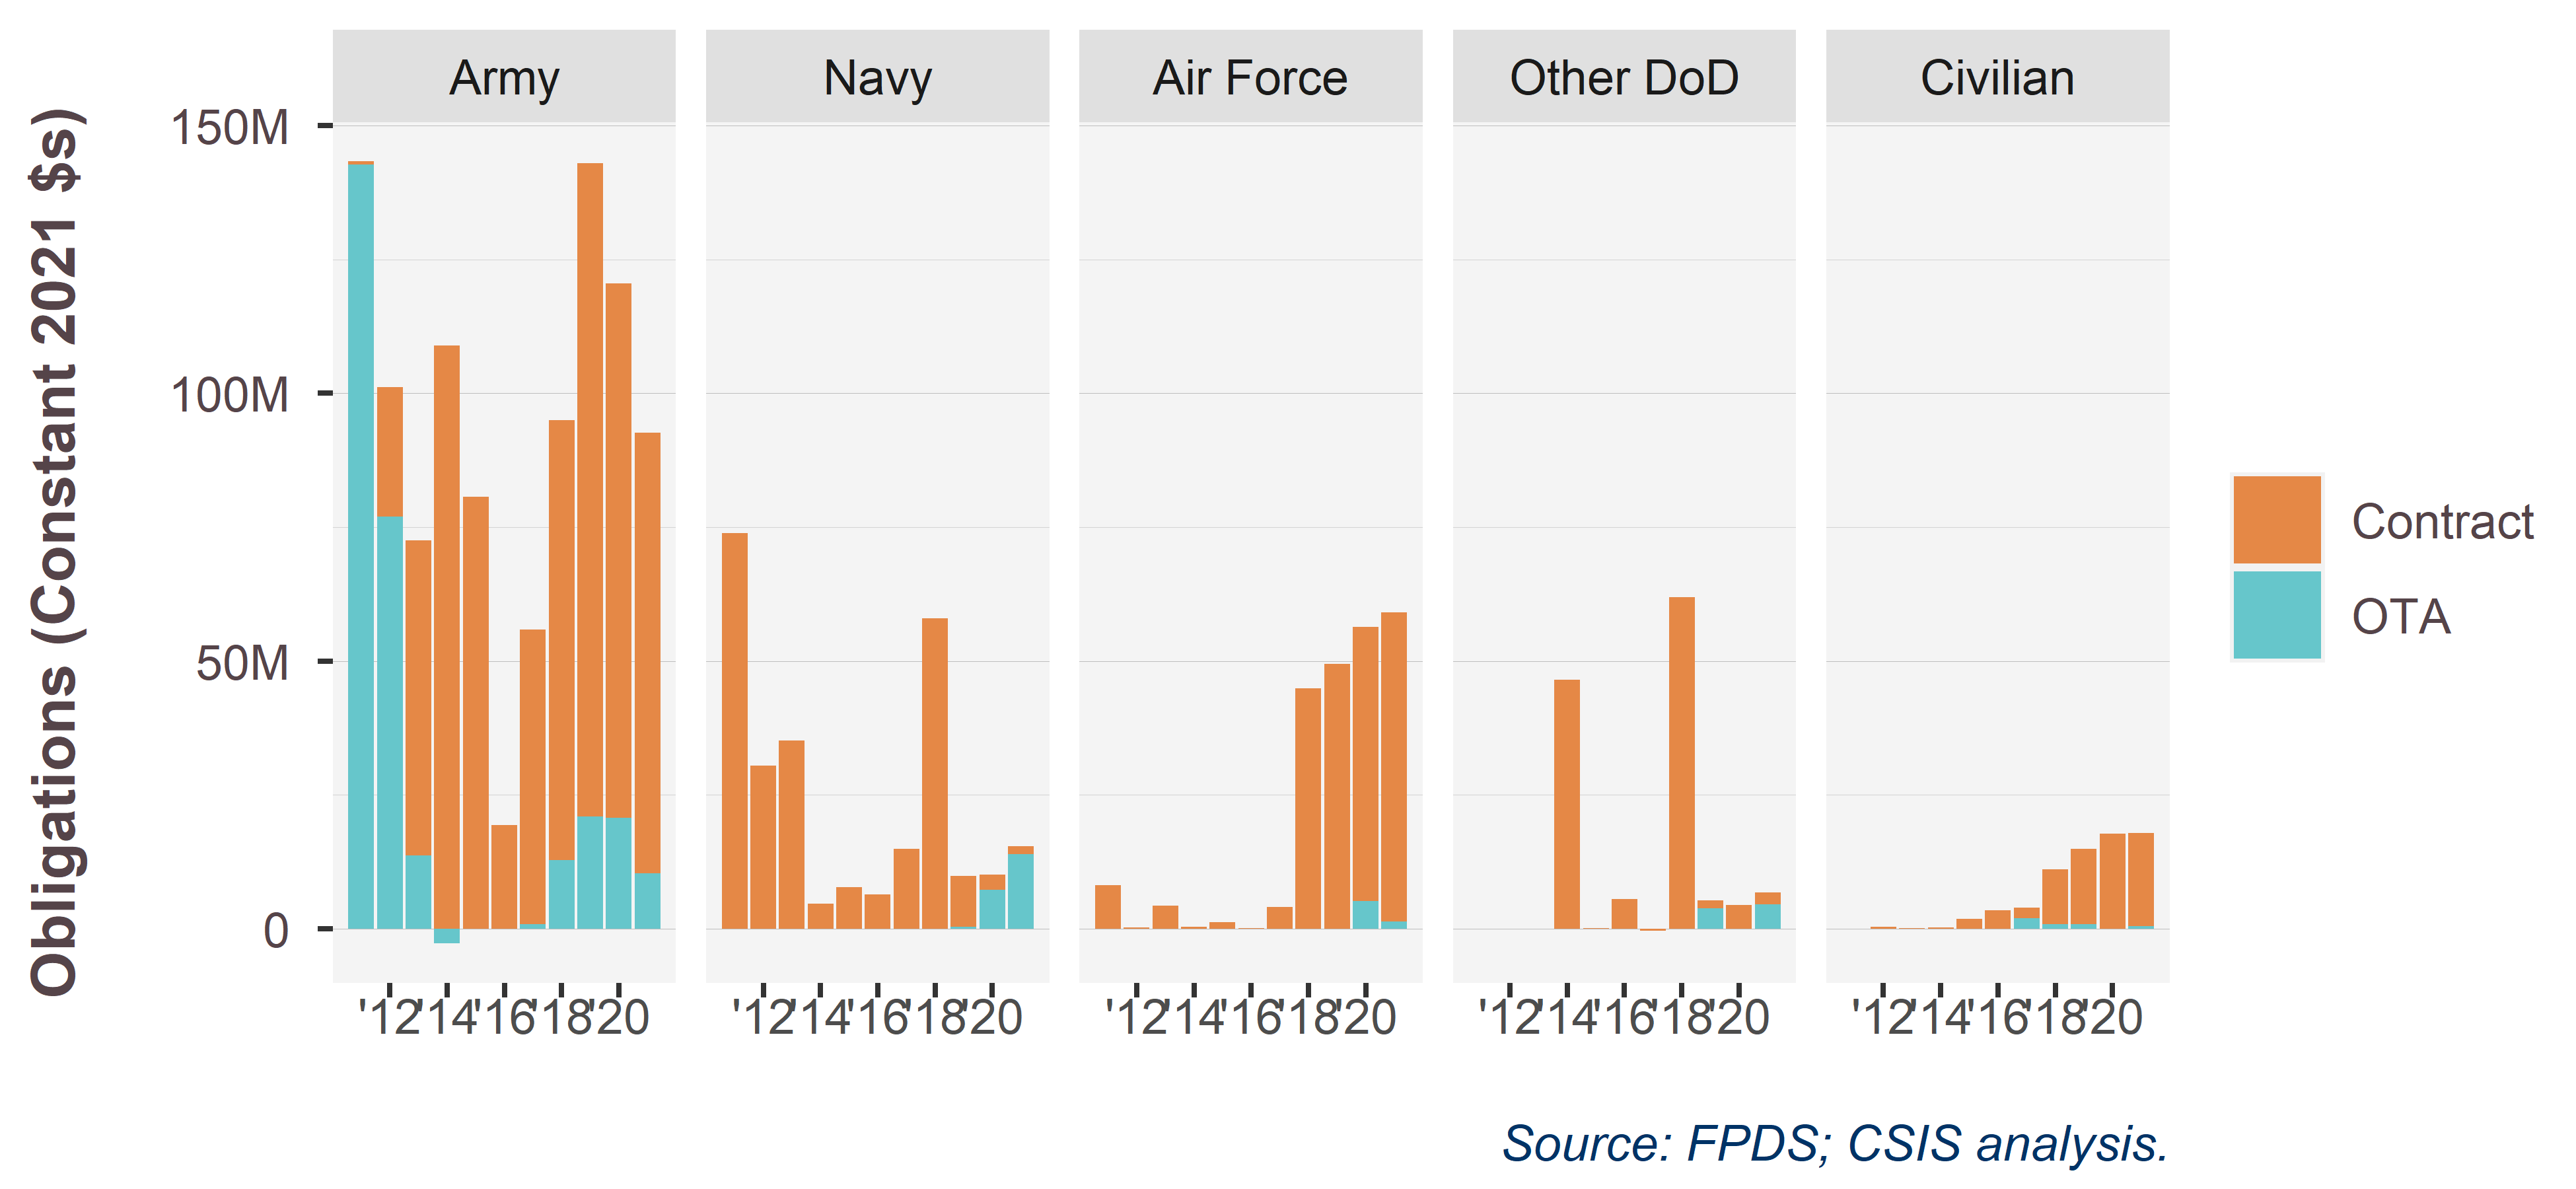 Army Navy Air Force Other DoD Civilian
Obligations (Constant 2021 $s)
150M
100M
50M
0
'12 '14 '16 '18 '20 '12 '14 '16 '18 '20 '12 '14 '16 '18 '20 '12 '14 '16 '18 '20 '12 '14 '16 '18 '20
Contract
OTA
Source: FPDS; CSIS analysis.